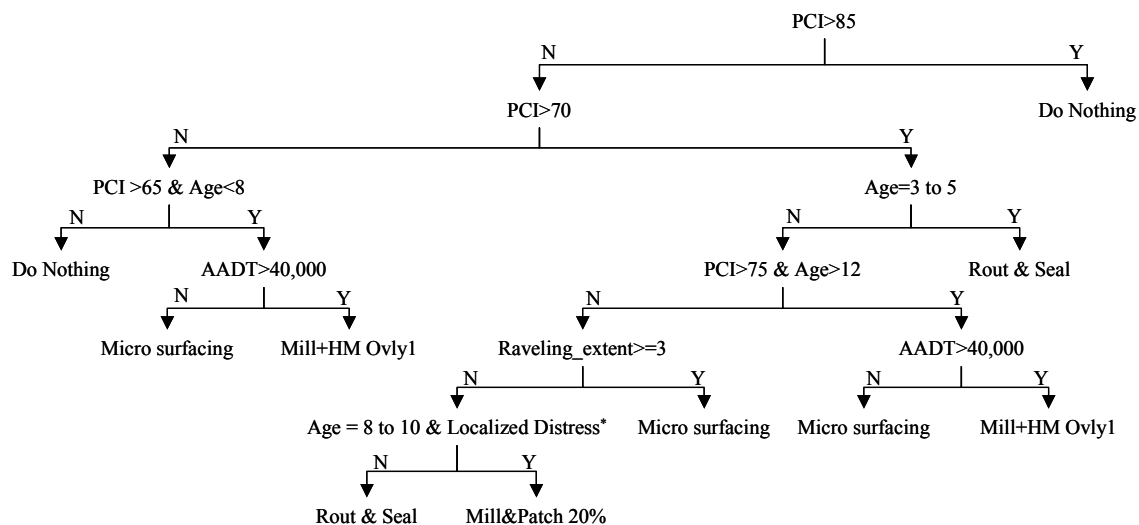 PCI>85
N Y
PCI>70 Do Nothing
N Y
PCI >65 & Age<8 Age=3 to 5
N Y N Y
Do Nothing AADT>40,000 PCI>75 & Age>12 Rout & Seal
N Y N Y
Micro surfacing Mill+HM Ovly1 Raveling_extent>=3 AADT>40,000
N Y N Y
Age = 8 to 10 & Localized Distress* Micro surfacing Micro surfacing Mill+HM Ovly1
N Y
Rout & Seal Mill&Patch 20%